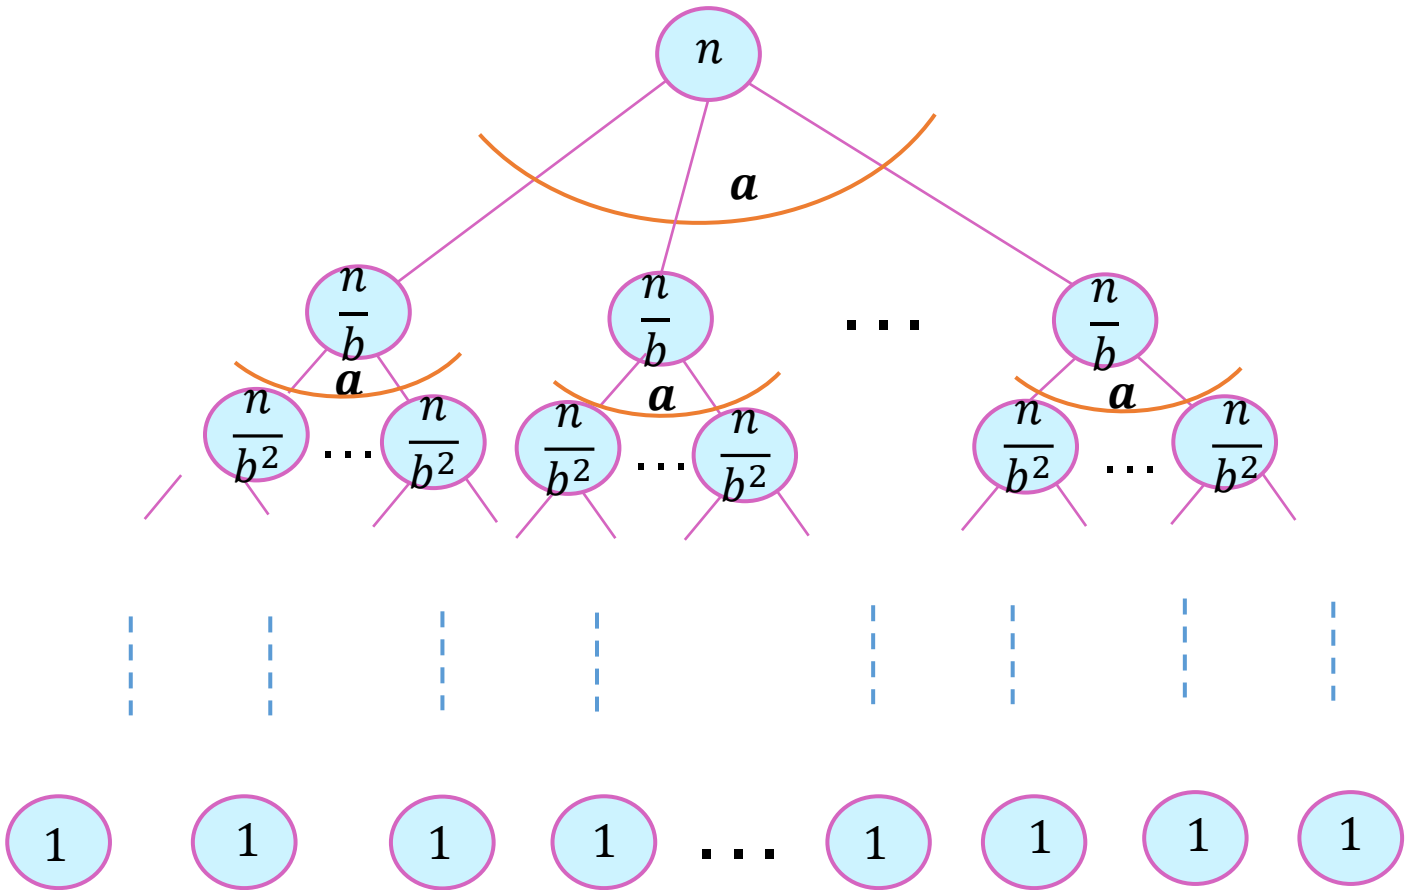 n
a
n/b n/b ... n/b
a a a
n/b² ... n/b² n/b² ... n/b² n/b² ... n/b²
1 1 1 1 ... 1 1 1 1